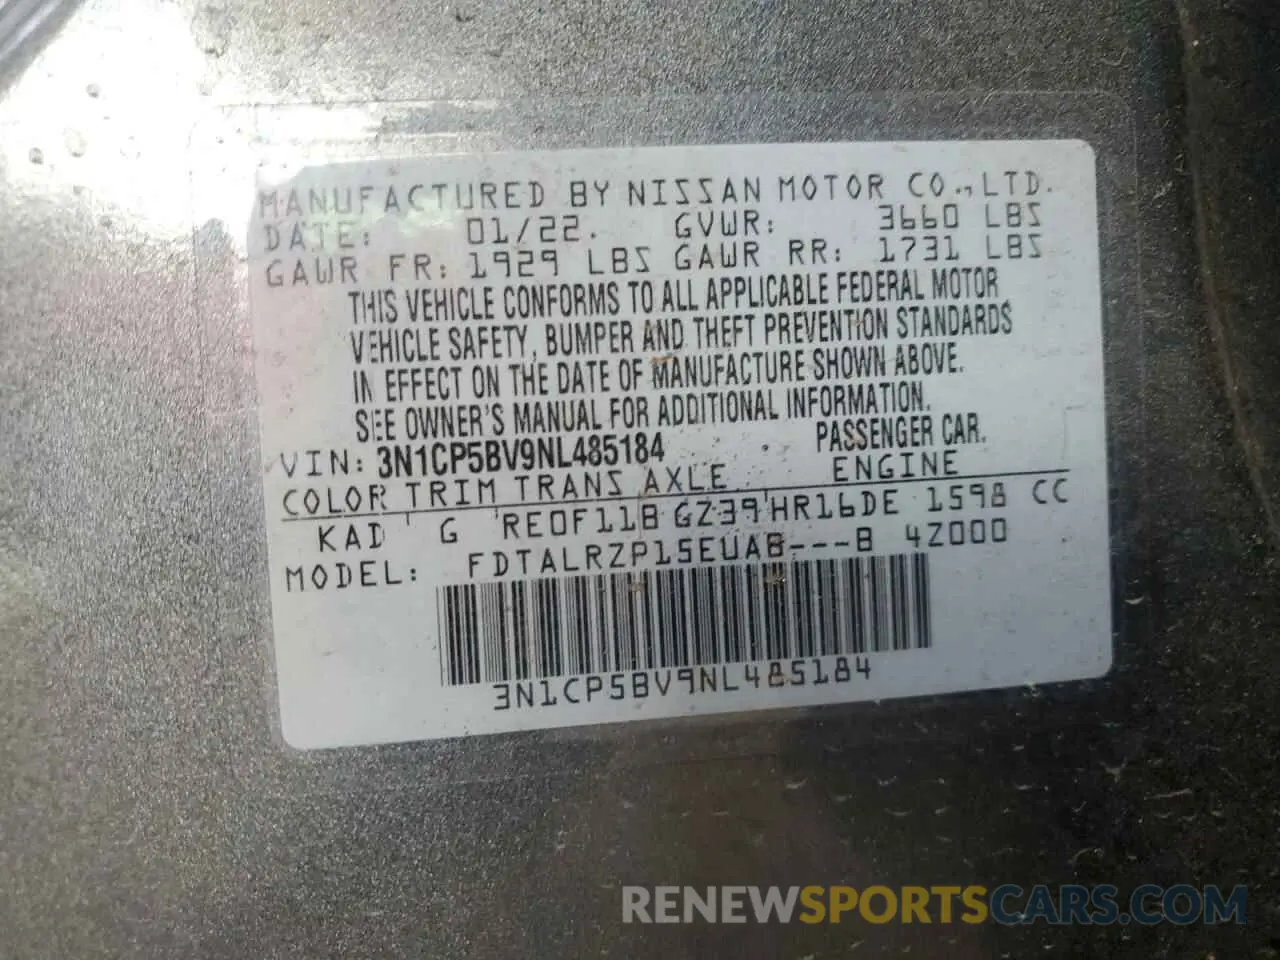 MANUFACTURED BY NISSAN MOTOR CO., LTD.
DATE: 01/22. GVWR: 3660 LBS
GAWR FR: 1929 LBS GAWR RR: 1731 LBS
THIS VEHICLE CONFORMS TO ALL APPLICABLE FEDERAL MOTOR
VEHICLE SAFETY, BUMPER AND THEFT PREVENTION STANDARDS
IN EFFECT ON THE DATE OF MANUFACTURE SHOWN ABOVE.
SEE OWNER'S MANUAL FOR ADDITIONAL INFORMATION.
VIN: 3N1CP5BV9NL485184 PASSENGER CAR.
COLOR TRIM TRANS AXLE ENGINE
KAD G RE0F11B GZ39 HR16DE 1598 CC
MODEL: FDTALRZP15EUAB---B 4Z000
3N1CP5BV9NL485184
RENEWSPORTSCARS.COM